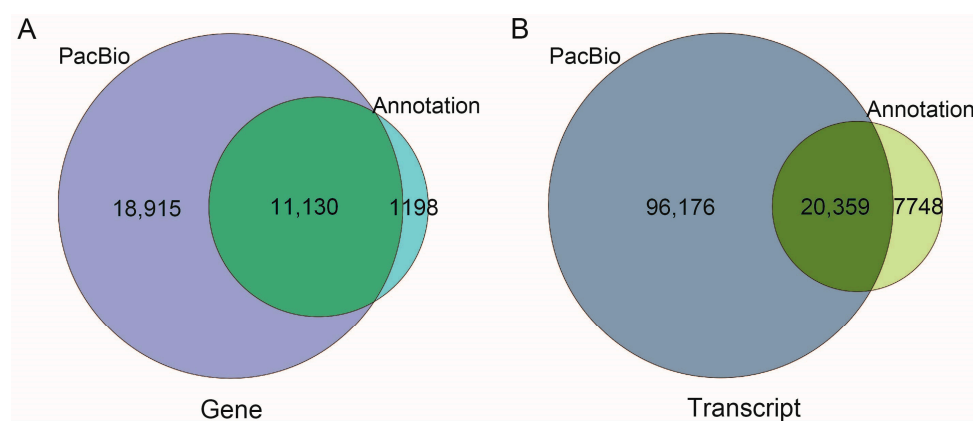 A
PacBio
Annotation
18,915
11,130
1198
Gene
B
PacBio
Annotation
96,176
20,359
7748
Transcript